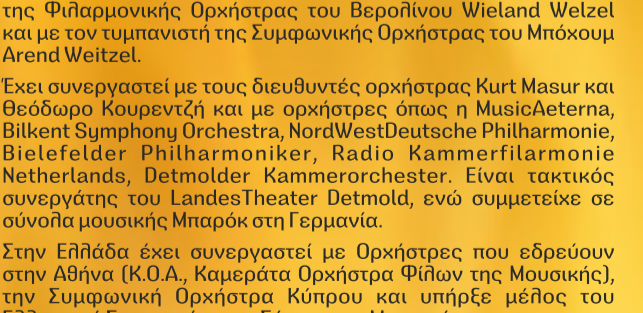 της Φιλαρμονικής Ορχήστρας του Βερολίνου Wieland Welzel
και με τον τυμπανιστή της Συμφωνικής Ορχήστρας του Μπόχουμ
Arend Weitzel.
Έχει συνεργαστεί με τους διευθυντές ορχήστρας Kurt Masur και
Θεόδωρο Κουρεντζή και με ορχήστρες όπως η MusicAeterna,
Bilkent Symphony Orchestra, NordWestDeutsche Philharmonie,
Bielefelder Philharmoniker, Radio Kammerfilarmonie
Netherlands, Detmolder Kammerorchester. Είναι τακτικός
συνεργάτης του LandesTheater Detmold, ενώ συμμετείχε σε
σύνολα μουσικής Μπαρόκ στη Γερμανία.
Στην Ελλάδα έχει συνεργαστεί με Ορχήστρες που εδρεύουν
στην Αθήνα (Κ.Ο.Α., Καμεράτα Ορχήστρα Φίλων της Μουσικής),
την Συμφωνική Ορχήστρα Κύπρου και υπήρξε μέλος του